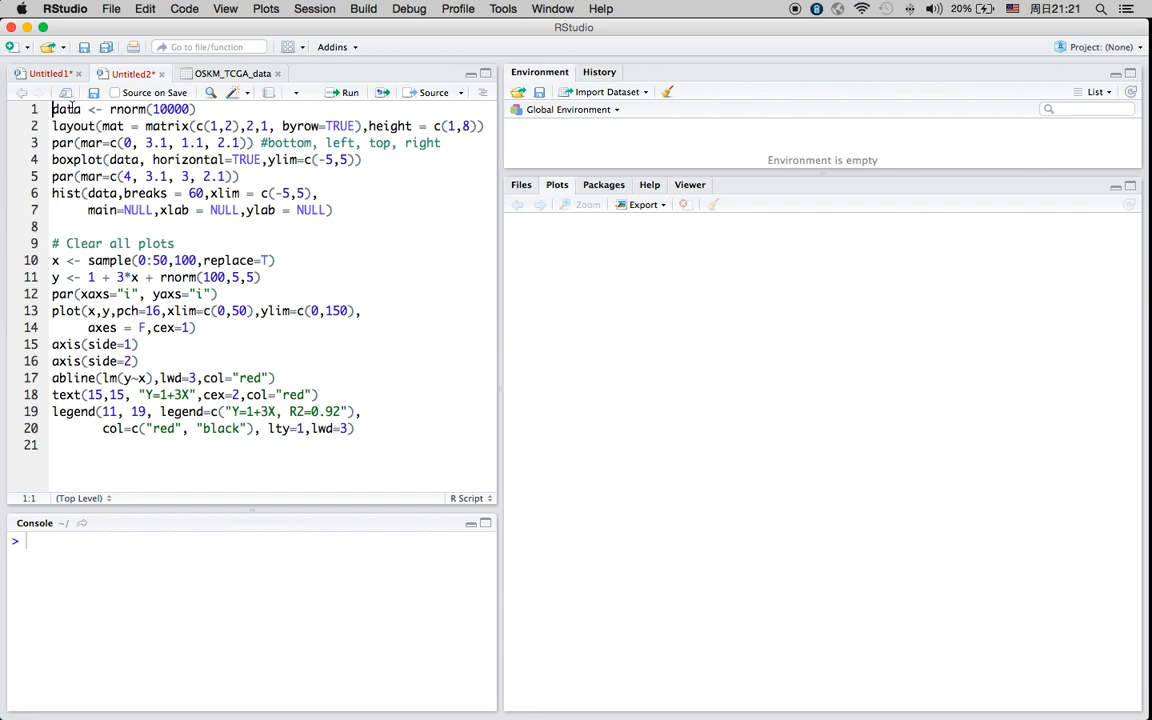 RStudio File Edit Code View Plots Session Build Debug Profile Tools Window Help 20% 周日21:21
RStudio
Go to file/function Addins Project: (None)
Untitled1* Untitled2* OSKM_TCGA_data
Source on Save Run Source
1 data <- rnorm(10000)
2 layout(mat = matrix(c(1,2),2,1, byrow=TRUE),height = c(1,8))
3 par(mar=c(0, 3.1, 1.1, 2.1)) #bottom, left, top, right
4 boxplot(data, horizontal=TRUE,ylim=c(-5,5))
5 par(mar=c(4, 3.1, 3, 2.1))
6 hist(data,breaks = 60,xlim = c(-5,5),
7 main=NULL,xlab = NULL,ylab = NULL)
8
9 # Clear all plots
10 x <- sample(0:50,100,replace=T)
11 y <- 1 + 3*x + rnorm(100,5,5)
12 par(xaxs="i", yaxs="i")
13 plot(x,y,pch=16,xlim=c(0,50),ylim=c(0,150),
14 axes = F,cex=1)
15 axis(side=1)
16 axis(side=2)
17 abline(lm(y~x),lwd=3,col="red")
18 text(15,15, "Y=1+3X",cex=2,col="red")
19 legend(11, 19, legend=c("Y=1+3X, R2=0.92"),
20 col=c("red", "black"), lty=1,lwd=3)
21
1:1 (Top Level) R Script
Console ~/
>
Environment History
Import Dataset List
Global Environment
Environment is empty
Files Plots Packages Help Viewer
Zoom Export